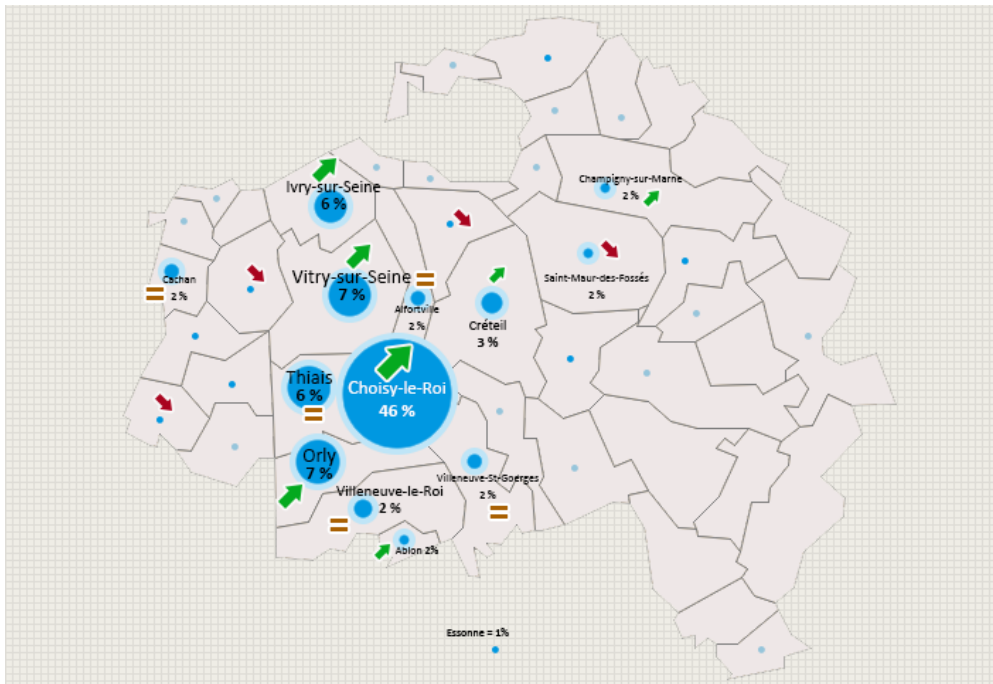 Champigny-sur-Marne
2 %
Ivry-sur-Seine
6 %
Cachan
2 %
Vitry-sur-Seine
7 %
Saint-Maur-des-Fossés
2 %
Alfortville
2 %
Créteil
3 %
Thiais
6 %
Choisy-le-Roi
46 %
Orly
7 %
Villeneuve-St-Goerges
2 %
Villeneuve-le-Roi
2 %
Ablon 2%
Essonne = 1%